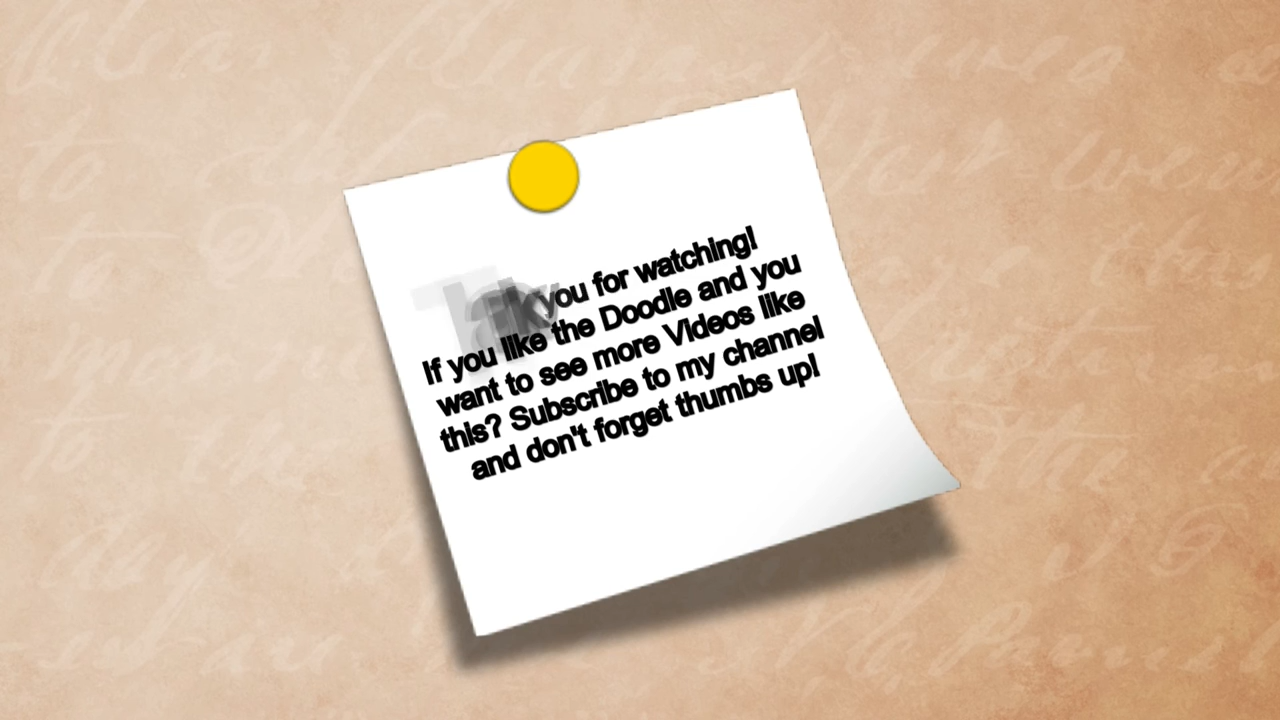 you for watching!
If you like the Doodle and you
want to see more Videos like
this? Subscribe to my channel
and don't forget thumbs up!